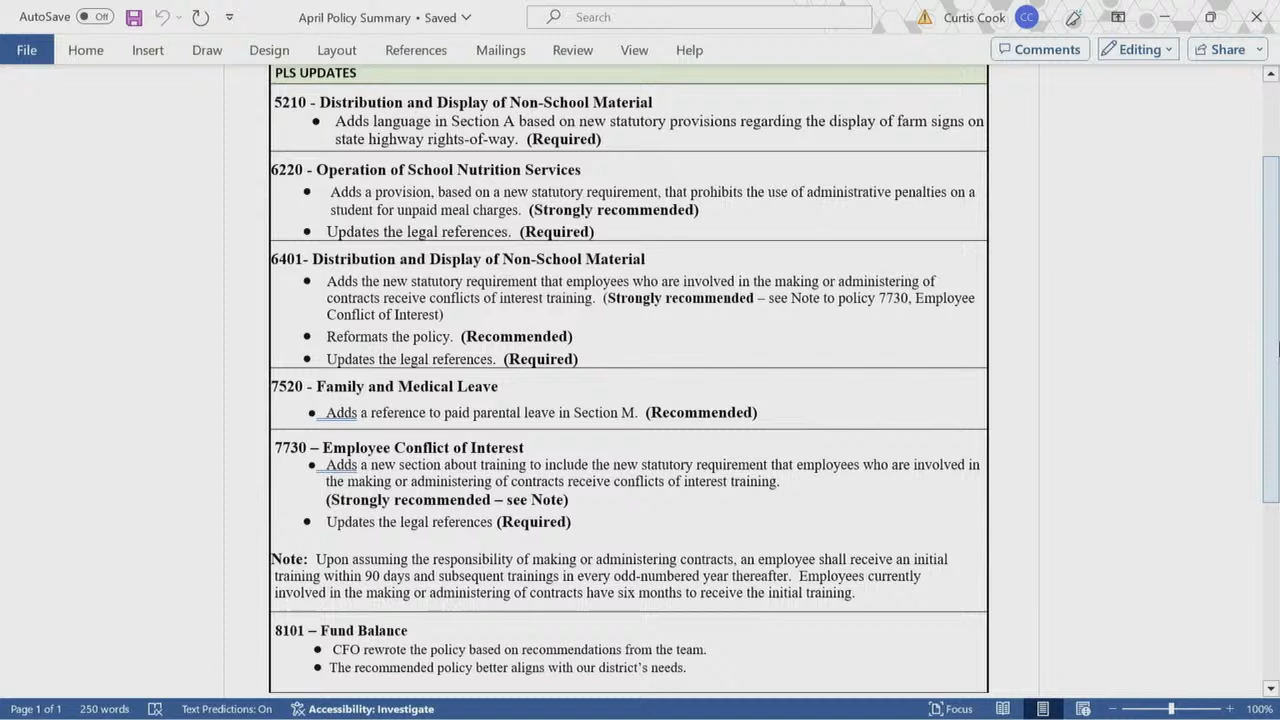 AutoSave Off April Policy Summary • Saved Search Curtis Cook CC
File Home Insert Draw Design Layout References Mailings Review View Help Comments Editing Share
PLS UPDATES
5210 - Distribution and Display of Non-School Material
• Adds language in Section A based on new statutory provisions regarding the display of farm signs on
state highway rights-of-way. (Required)
6220 - Operation of School Nutrition Services
• Adds a provision, based on a new statutory requirement, that prohibits the use of administrative penalties on a
student for unpaid meal charges. (Strongly recommended)
• Updates the legal references. (Required)
6401- Distribution and Display of Non-School Material
• Adds the new statutory requirement that employees who are involved in the making or administering of
contracts receive conflicts of interest training. (Strongly recommended – see Note to policy 7730, Employee
Conflict of Interest)
• Reformats the policy. (Recommended)
• Updates the legal references. (Required)
7520 - Family and Medical Leave
• Adds a reference to paid parental leave in Section M. (Recommended)
7730 – Employee Conflict of Interest
• Adds a new section about training to include the new statutory requirement that employees who are involved in
the making or administering of contracts receive conflicts of interest training.
(Strongly recommended – see Note)
• Updates the legal references (Required)
Note: Upon assuming the responsibility of making or administering contracts, an employee shall receive an initial
training within 90 days and subsequent trainings in every odd-numbered year thereafter. Employees currently
involved in the making or administering of contracts have six months to receive the initial training.
8101 – Fund Balance
• CFO rewrote the policy based on recommendations from the team.
• The recommended policy better aligns with our district's needs.
Page 1 of 1 250 words Text Predictions: On Accessibility: Investigate Focus 100%